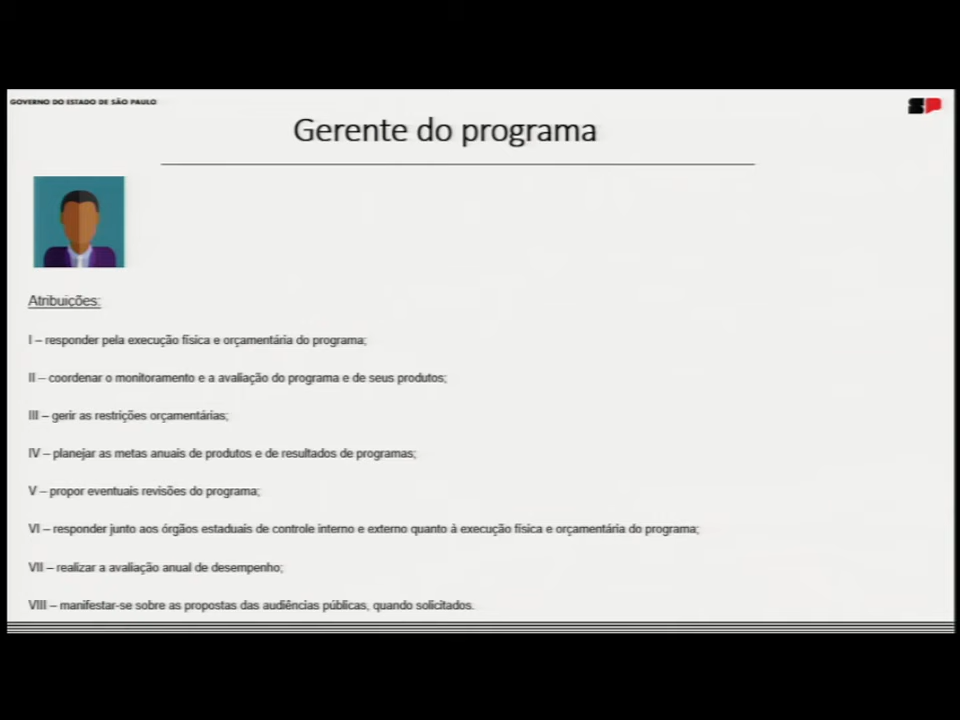 GOVERNO DO ESTADO DE SÃO PAULO
SP
Gerente do programa
Atribuições:
I – responder pela execução física e orçamentária do programa;
II – coordenar o monitoramento e a avaliação do programa e de seus produtos;
III – gerir as restrições orçamentárias;
IV – planejar as metas anuais de produtos e de resultados de programas;
V – propor eventuais revisões do programa;
VI – responder junto aos órgãos estaduais de controle interno e externo quanto à execução física e orçamentária do programa;
VII – realizar a avaliação anual de desempenho;
VIII – manifestar-se sobre as propostas das audiências públicas, quando solicitados.